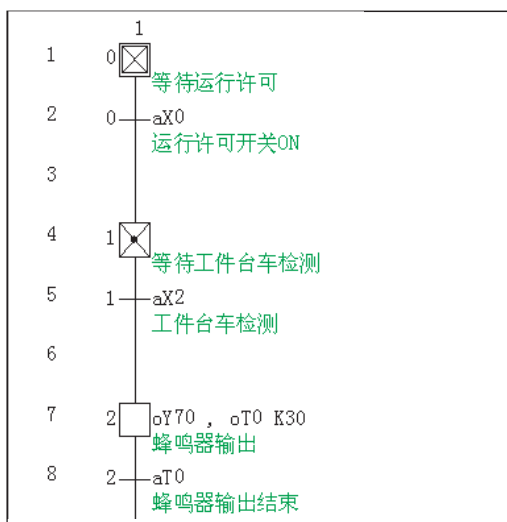 1
1 0
等待运行许可
2 0 aX0
运行许可开关ON
3
4 1
等待工件台车检测
5 1 aX2
工件台车检测
6
7 2 oY70 , oT0 K30
蜂鸣器输出
8 2 aT0
蜂鸣器输出结束